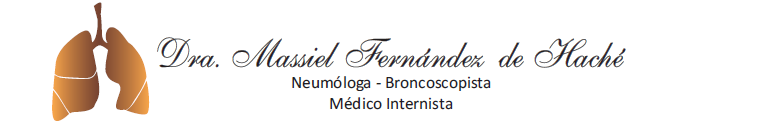 Dra. Massiel Fernández de Haché
Neumóloga - Broncoscopista
Médico Internista